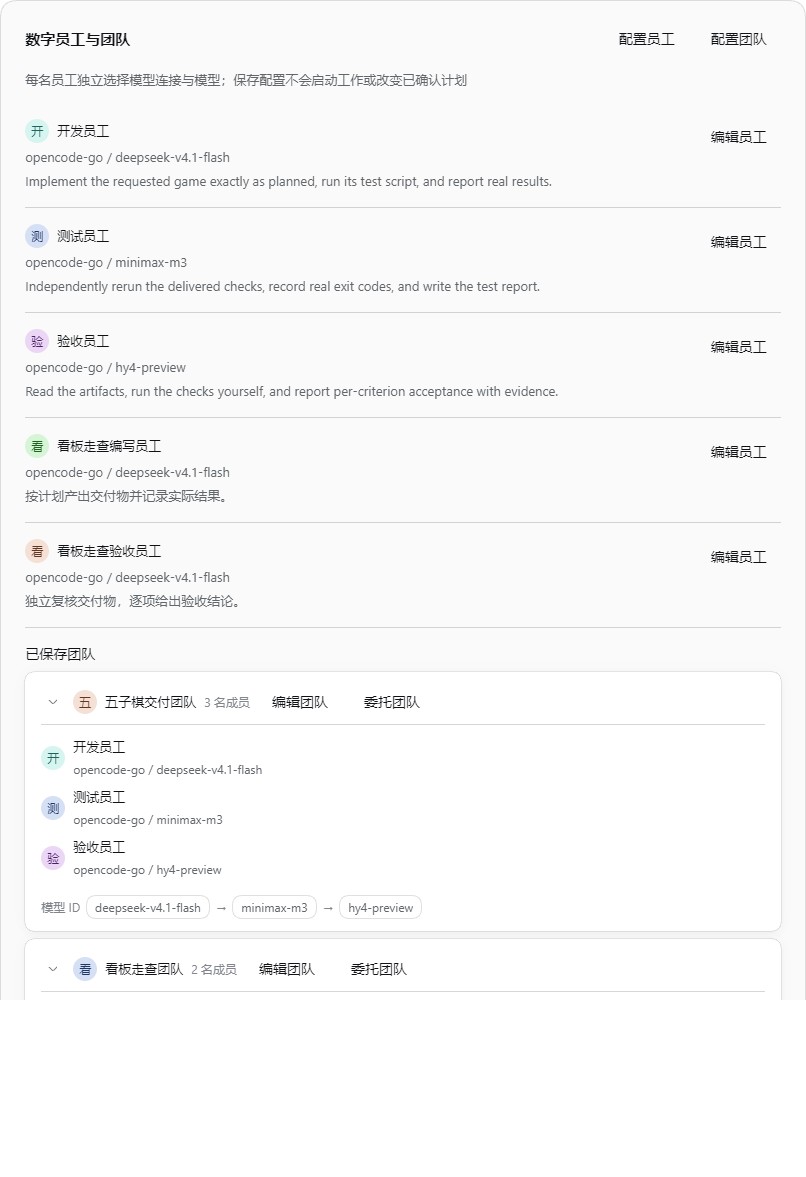 数字员工与团队 配置员工 配置团队
每名员工独立选择模型连接与模型；保存配置不会启动工作或改变已确认计划
开 开发员工 编辑员工
opencode-go / deepseek-v4.1-flash
Implement the requested game exactly as planned, run its test script, and report real results.
测 测试员工 编辑员工
opencode-go / minimax-m3
Independently rerun the delivered checks, record real exit codes, and write the test report.
验 验收员工 编辑员工
opencode-go / hy4-preview
Read the artifacts, run the checks yourself, and report per-criterion acceptance with evidence.
看 看板走查编写员工 编辑员工
opencode-go / deepseek-v4.1-flash
按计划产出交付物并记录实际结果。
看 看板走查验收员工 编辑员工
opencode-go / deepseek-v4.1-flash
独立复核交付物，逐项给出验收结论。
已保存团队
五 五子棋交付团队 3 名成员 编辑团队 委托团队
开 开发员工
opencode-go / deepseek-v4.1-flash
测 测试员工
opencode-go / minimax-m3
验 验收员工
opencode-go / hy4-preview
模型 ID deepseek-v4.1-flash → minimax-m3 → hy4-preview
看 看板走查团队 2 名成员 编辑团队 委托团队